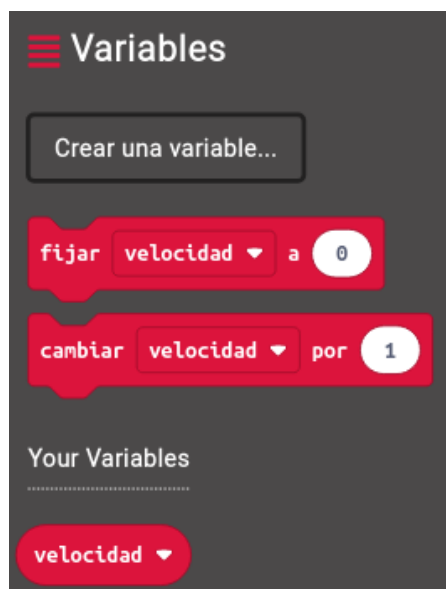 Variables
Crear una variable...
fijar velocidad a 0
cambiar velocidad por 1
Your Variables
velocidad